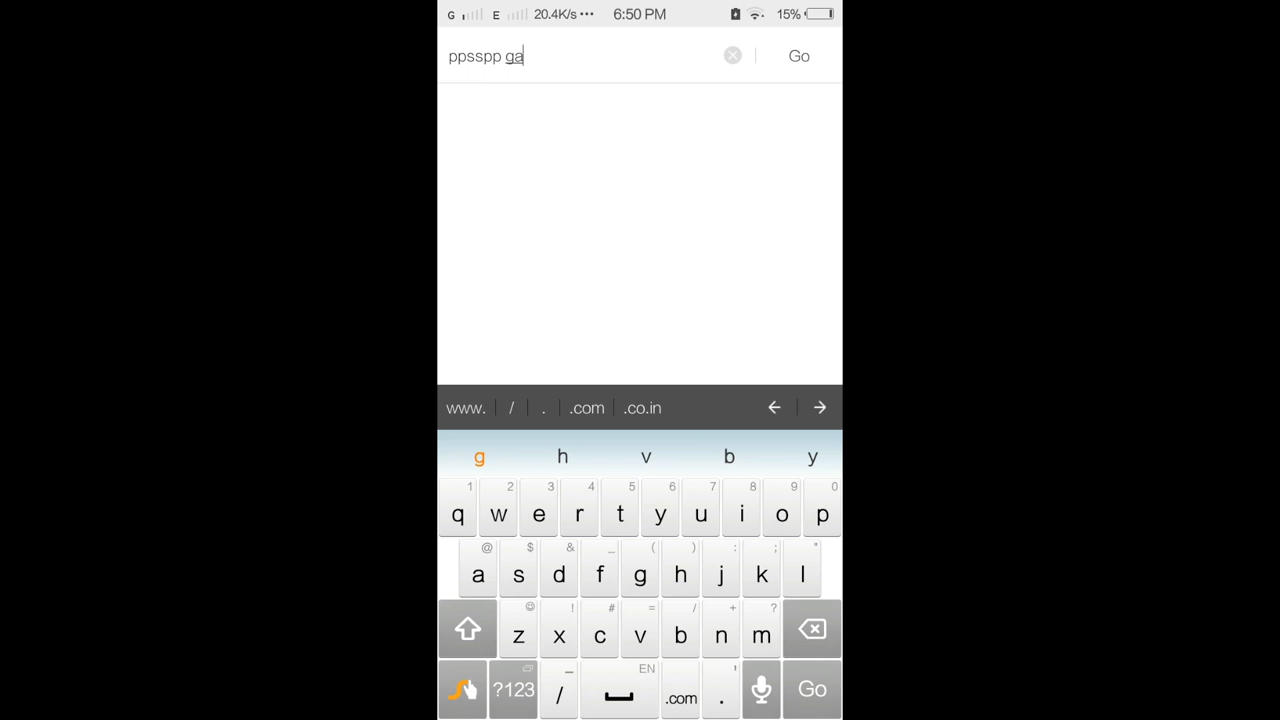 G E 20.4K/s ••• 6:50 PM 15%
ppsspp ga Go
www. / . .com .co.in
g h v b y
1 2 3 4 5 6 7 8 9 0
q w e r t y u i o p
@ $ & _ ( ) : ; "
a s d f g h j k l
! # = / + ?
z x c v b n m
_ EN '
?123 / .com . Go